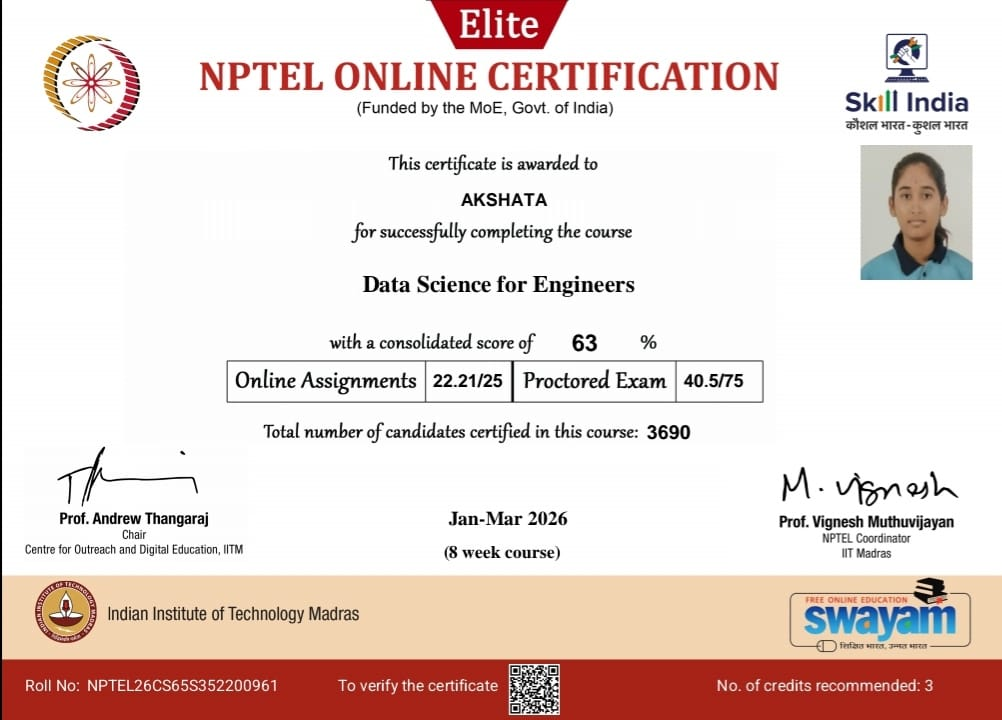 Elite
NPTEL ONLINE CERTIFICATION
(Funded by the MoE, Govt. of India)
Skill India
कौशल भारत - कुशल भारत
This certificate is awarded to
AKSHATA
for successfully completing the course
Data Science for Engineers
with a consolidated score of 63 %
Online Assignments 22.21/25 Proctored Exam 40.5/75
Total number of candidates certified in this course: 3690
M. Vignesh
Prof. Andrew Thangaraj
Chair
Centre for Outreach and Digital Education, IITM
Jan-Mar 2026
(8 week course)
Prof. Vignesh Muthuvijayan
NPTEL Coordinator
IIT Madras
INDIAN INSTITUTE OF TECHNOLOGY MADRAS
Indian Institute of Technology Madras
FREE ONLINE EDUCATION
swayam
शिक्षित भारत, उन्नत भारत
Roll No: NPTEL26CS65S352200961
To verify the certificate
No. of credits recommended: 3